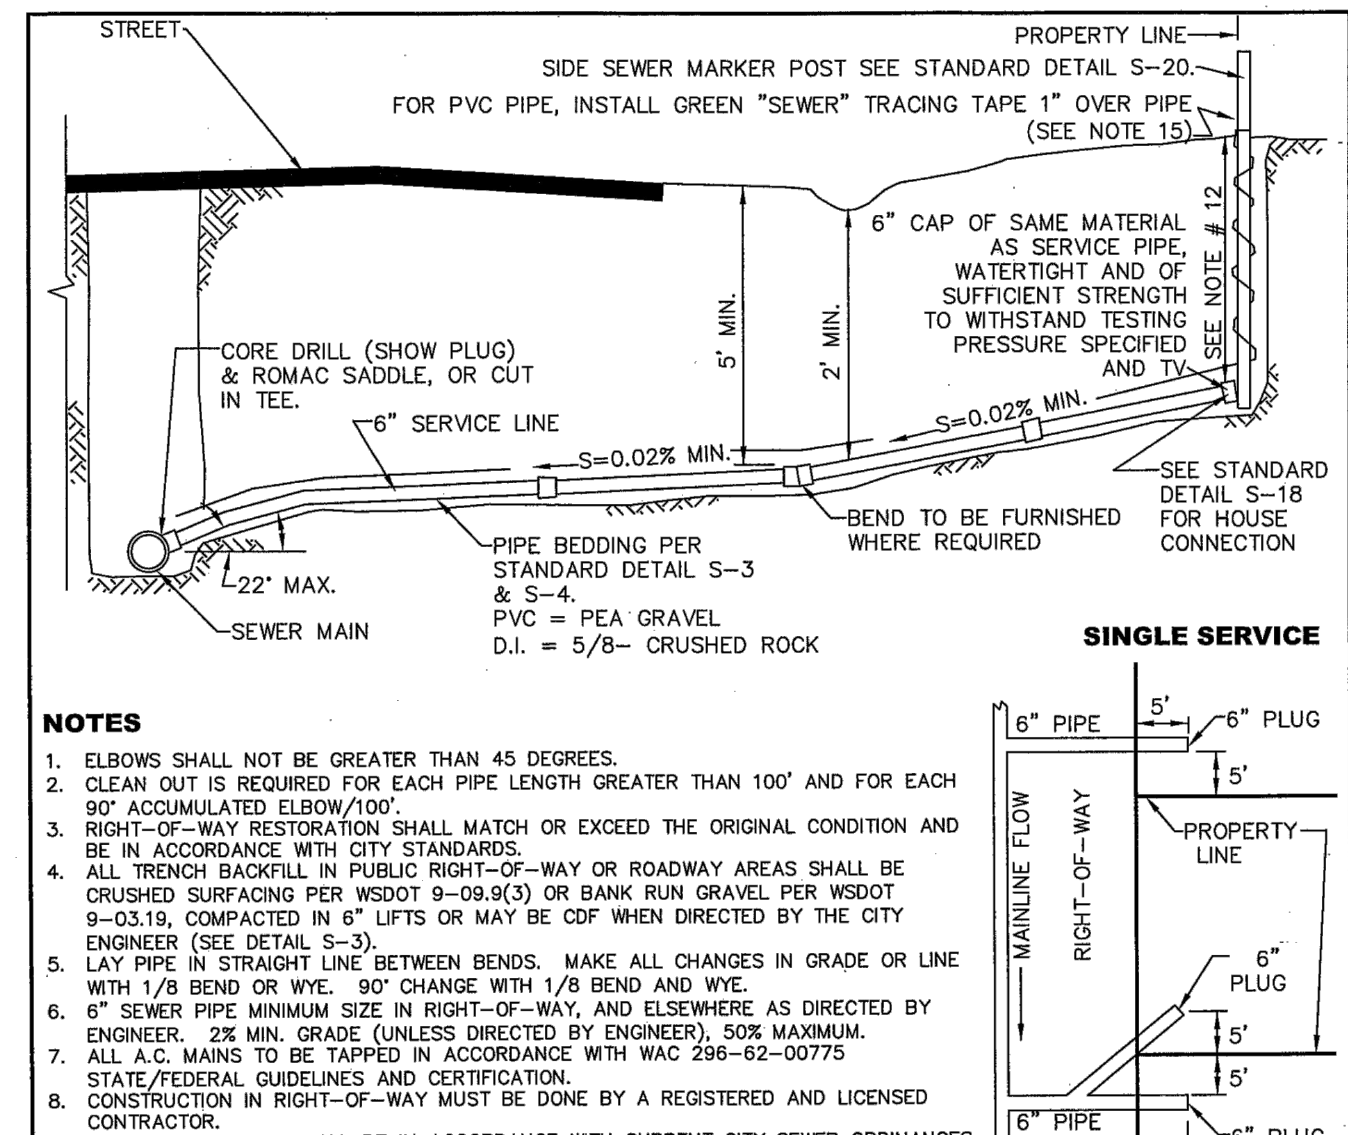 STREET
PROPERTY LINE
SIDE SEWER MARKER POST SEE STANDARD DETAIL S-20.
FOR PVC PIPE, INSTALL GREEN "SEWER" TRACING TAPE 1" OVER PIPE
(SEE NOTE 15)
6" CAP OF SAME MATERIAL
AS SERVICE PIPE,
WATERTIGHT AND OF
SUFFICIENT STRENGTH
TO WITHSTAND TESTING
PRESSURE SPECIFIED
AND TV
SEE NOTE # 12
5' MIN.
2' MIN.
CORE DRILL (SHOW PLUG)
& ROMAC SADDLE, OR CUT
IN TEE.
6" SERVICE LINE
S=0.02% MIN.
S=0.02% MIN.
SEE STANDARD
DETAIL S-18
FOR HOUSE
CONNECTION
BEND TO BE FURNISHED
WHERE REQUIRED
PIPE BEDDING PER
STANDARD DETAIL S-3
& S-4.
PVC = PEA GRAVEL
D.I. = 5/8- CRUSHED ROCK
22° MAX.
SEWER MAIN
SINGLE SERVICE
NOTES
1. ELBOWS SHALL NOT BE GREATER THAN 45 DEGREES.
2. CLEAN OUT IS REQUIRED FOR EACH PIPE LENGTH GREATER THAN 100' AND FOR EACH
90° ACCUMULATED ELBOW/100'.
3. RIGHT-OF-WAY RESTORATION SHALL MATCH OR EXCEED THE ORIGINAL CONDITION AND
BE IN ACCORDANCE WITH CITY STANDARDS.
4. ALL TRENCH BACKFILL IN PUBLIC RIGHT-OF-WAY OR ROADWAY AREAS SHALL BE
CRUSHED SURFACING PER WSDOT 9-09.9(3) OR BANK RUN GRAVEL PER WSDOT
9-03.19, COMPACTED IN 6" LIFTS OR MAY BE CDF WHEN DIRECTED BY THE CITY
ENGINEER (SEE DETAIL S-3).
5. LAY PIPE IN STRAIGHT LINE BETWEEN BENDS. MAKE ALL CHANGES IN GRADE OR LINE
WITH 1/8 BEND OR WYE. 90° CHANGE WITH 1/8 BEND AND WYE.
6. 6" SEWER PIPE MINIMUM SIZE IN RIGHT-OF-WAY, AND ELSEWHERE AS DIRECTED BY
ENGINEER. 2% MIN. GRADE (UNLESS DIRECTED BY ENGINEER), 50% MAXIMUM.
7. ALL A.C. MAINS TO BE TAPPED IN ACCORDANCE WITH WAC 296-62-00775
STATE/FEDERAL GUIDELINES AND CERTIFICATION.
8. CONSTRUCTION IN RIGHT-OF-WAY MUST BE DONE BY A REGISTERED AND LICENSED
CONTRACTOR.
6" PIPE
5'
6" PLUG
5'
MAINLINE FLOW
RIGHT-OF-WAY
PROPERTY
LINE
6"
PLUG
5'
5'
6" PIPE
6" PLUG